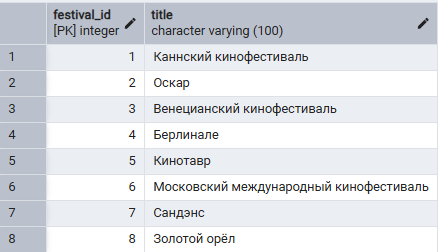 festival_id title
[PK] integer character varying (100)
1 1 Каннский кинофестиваль
2 2 Оскар
3 3 Венецианский кинофестиваль
4 4 Берлинале
5 5 Кинотавр
6 6 Московский международный кинофестиваль
7 7 Сандэнс
8 8 Золотой орёл